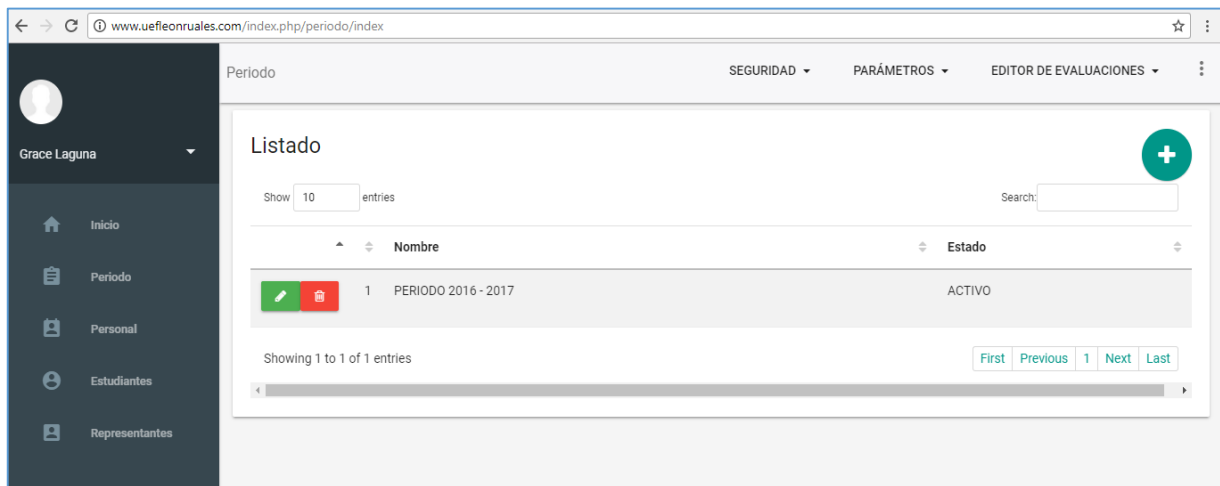 www.uefleonruales.com/index.php/periodo/index
Periodo
SEGURIDAD
PARÁMETROS
EDITOR DE EVALUACIONES
Grace Laguna
Inicio
Periodo
Personal
Estudiantes
Representantes
Listado
Show 10 entries
Search:
Nombre Estado
1 PERIODO 2016 - 2017 ACTIVO
Showing 1 to 1 of 1 entries
First Previous 1 Next Last